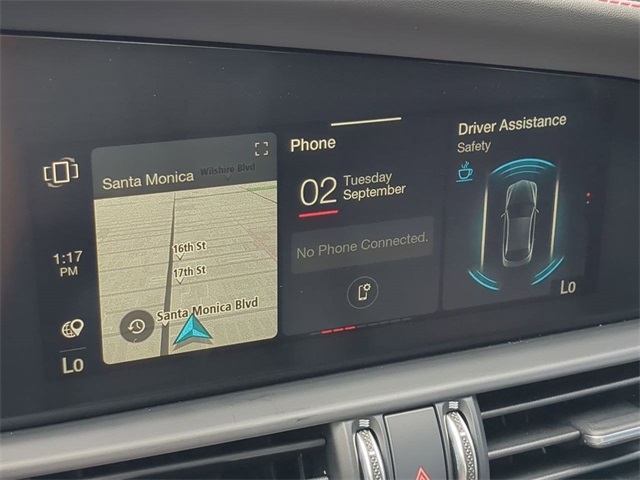 Santa Monica
Wilshire Blvd
16th St
17th St
Santa Monica Blvd
1:17
PM
Lo
Phone
02
Tuesday
September
No Phone Connected.
Driver Assistance
Safety
Lo